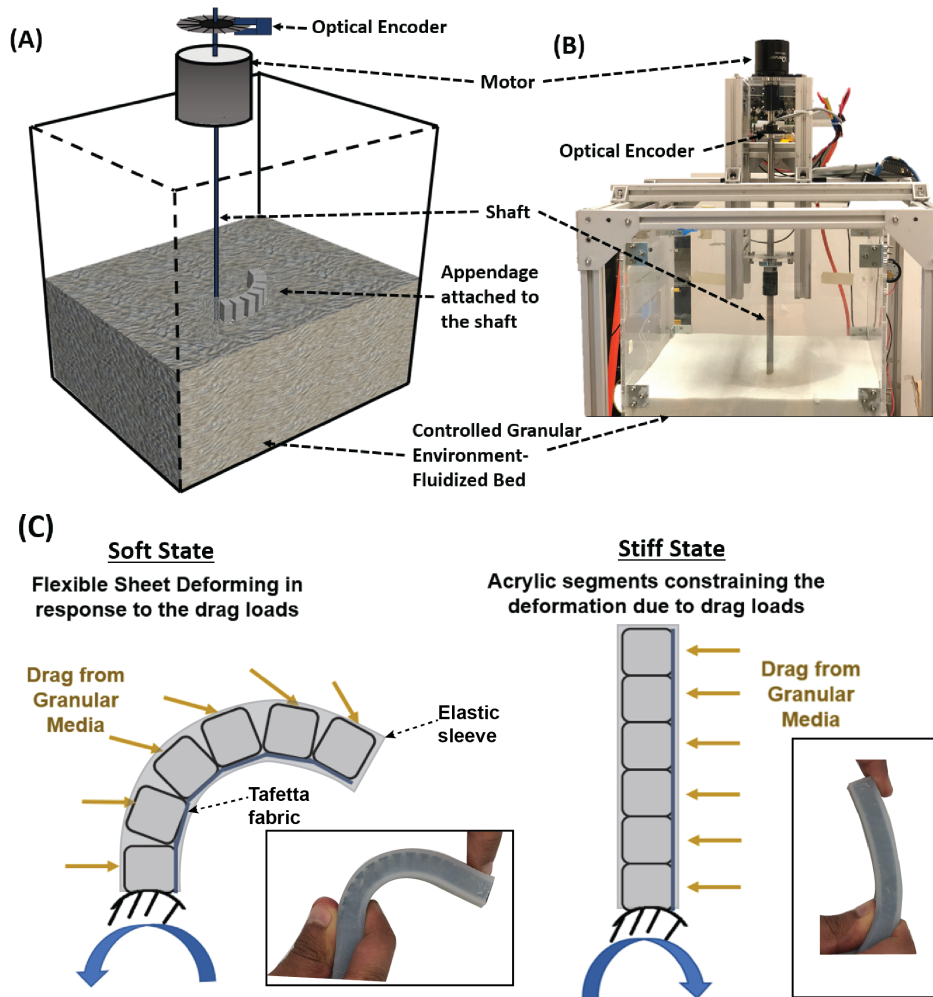 (A)
Optical Encoder
(B)
Motor
Optical Encoder
Shaft
Appendage
attached to
the shaft
Controlled Granular
Environment-
Fluidized Bed
(C)
Soft State
Flexible Sheet Deforming in
response to the drag loads
Drag from
Granular
Media
Elastic
sleeve
Tafetta
fabric
Stiff State
Acrylic segments constraining the
deformation due to drag loads
Drag from
Granular
Media